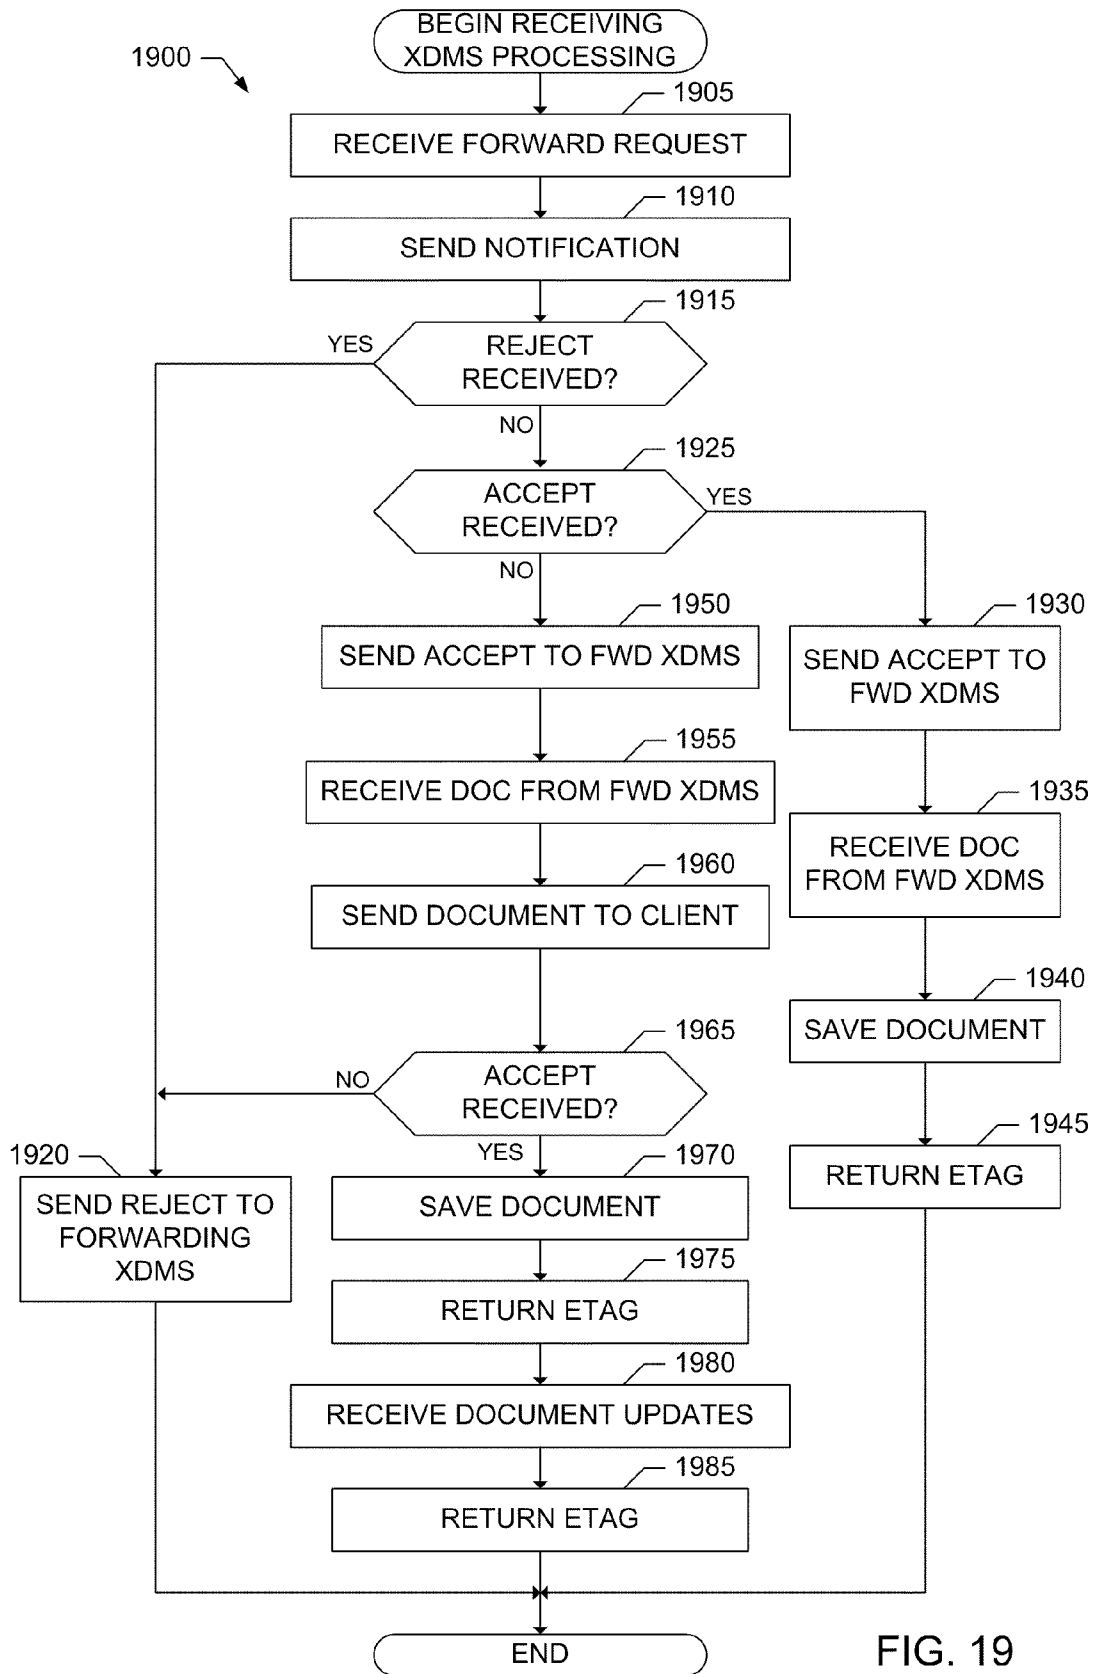 BEGIN RECEIVING
XDMS PROCESSING
1900
1905
RECEIVE FORWARD REQUEST
1910
SEND NOTIFICATION
1915
YES
REJECT
RECEIVED?
NO
1925
ACCEPT
RECEIVED?
YES
NO
1950
SEND ACCEPT TO FWD XDMS
1930
SEND ACCEPT TO
FWD XDMS
1955
RECEIVE DOC FROM FWD XDMS
1935
RECEIVE DOC
FROM FWD XDMS
1960
SEND DOCUMENT TO CLIENT
1940
SAVE DOCUMENT
1965
NO
ACCEPT
RECEIVED?
YES
1945
RETURN ETAG
1920
SEND REJECT TO
FORWARDING
XDMS
1970
SAVE DOCUMENT
1975
RETURN ETAG
1980
RECEIVE DOCUMENT UPDATES
1985
RETURN ETAG
END
FIG. 19